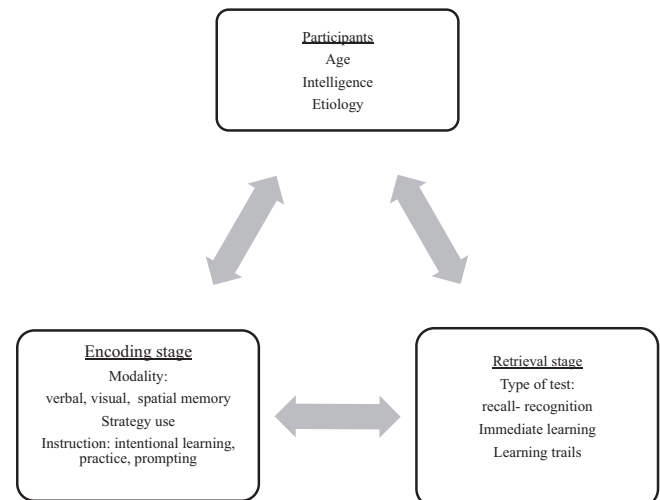 Participants
Age
Intelligence
Etiology
Encoding stage
Modality:
verbal, visual, spatial memory
Strategy use
Instruction: intentional learning,
practice, prompting
Retrieval stage
Type of test:
recall- recognition
Immediate learning
Learning trails